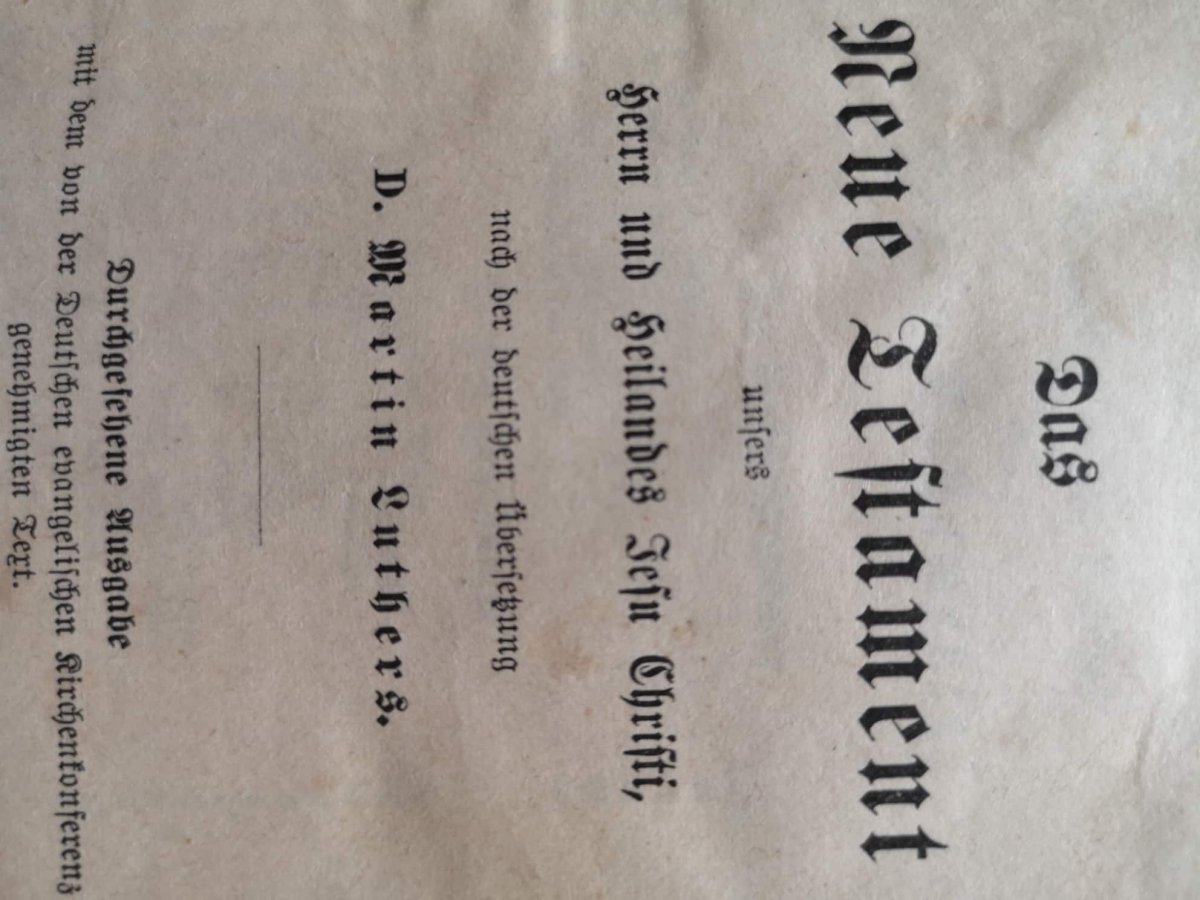 Das
Neue Testament
unsers
Herrn und Heilandes Jesu Christi,
nach der deutschen Übersetzung
D. Martin Luthers.
Durchgesehene Ausgabe
mit dem von der Deutschen evangelischen Kirchenkonferenz
genehmigten Text.